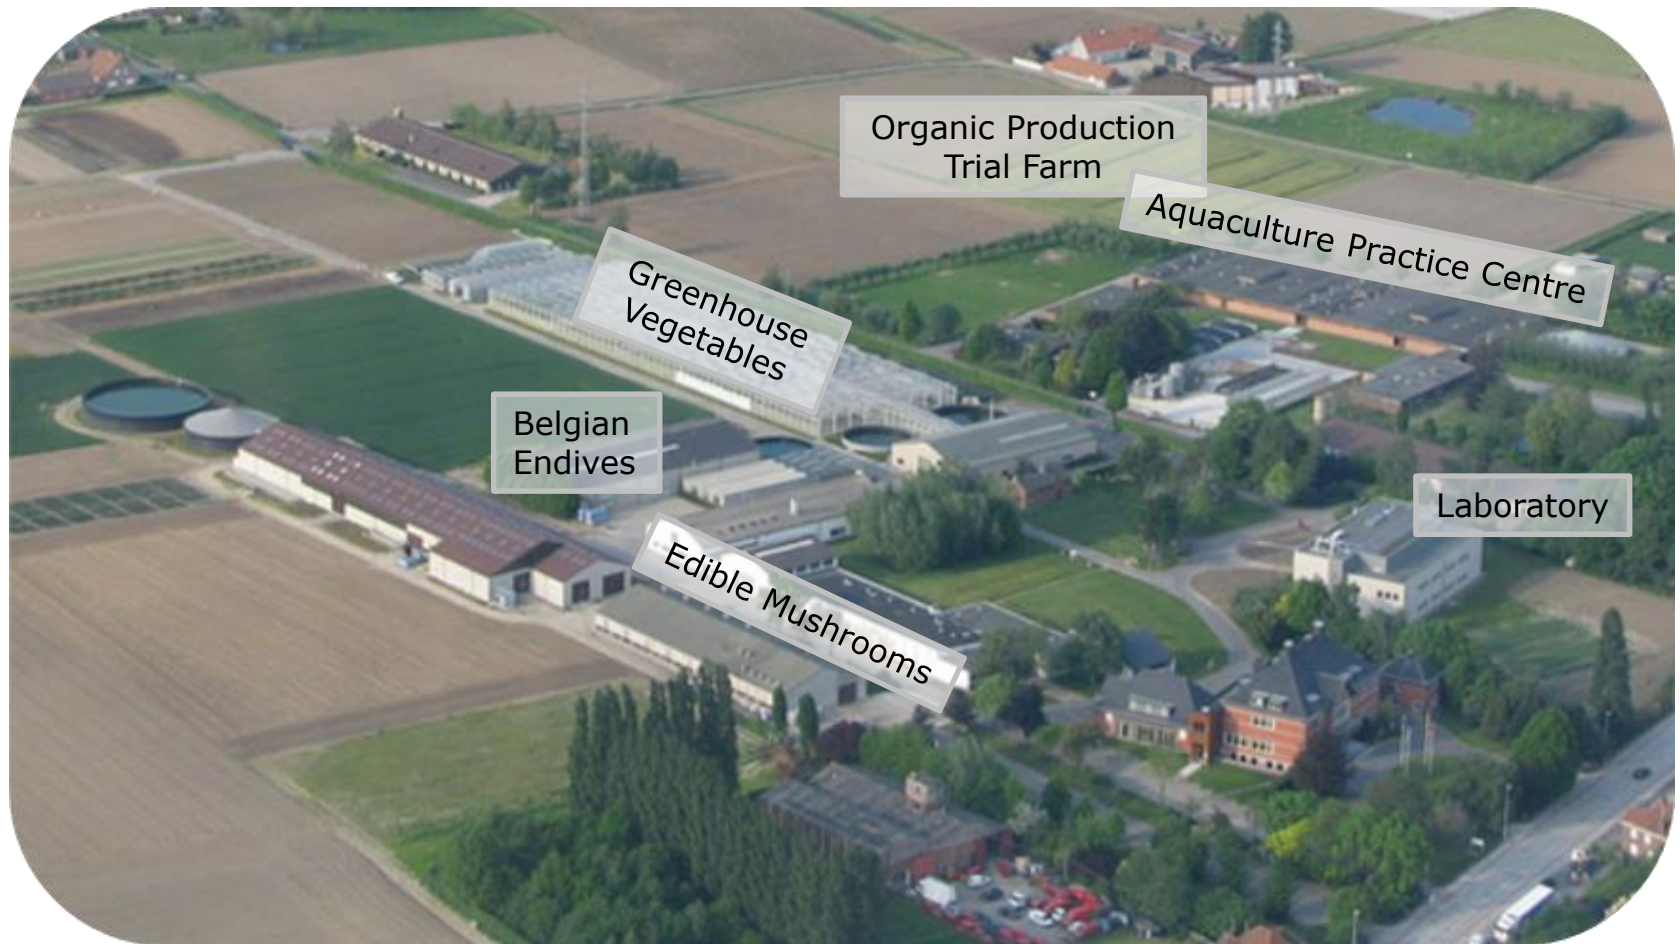 Organic Production
Trial Farm
Aquaculture Practice Centre
Greenhouse
Vegetables
Belgian
Endives
Laboratory
Edible Mushrooms